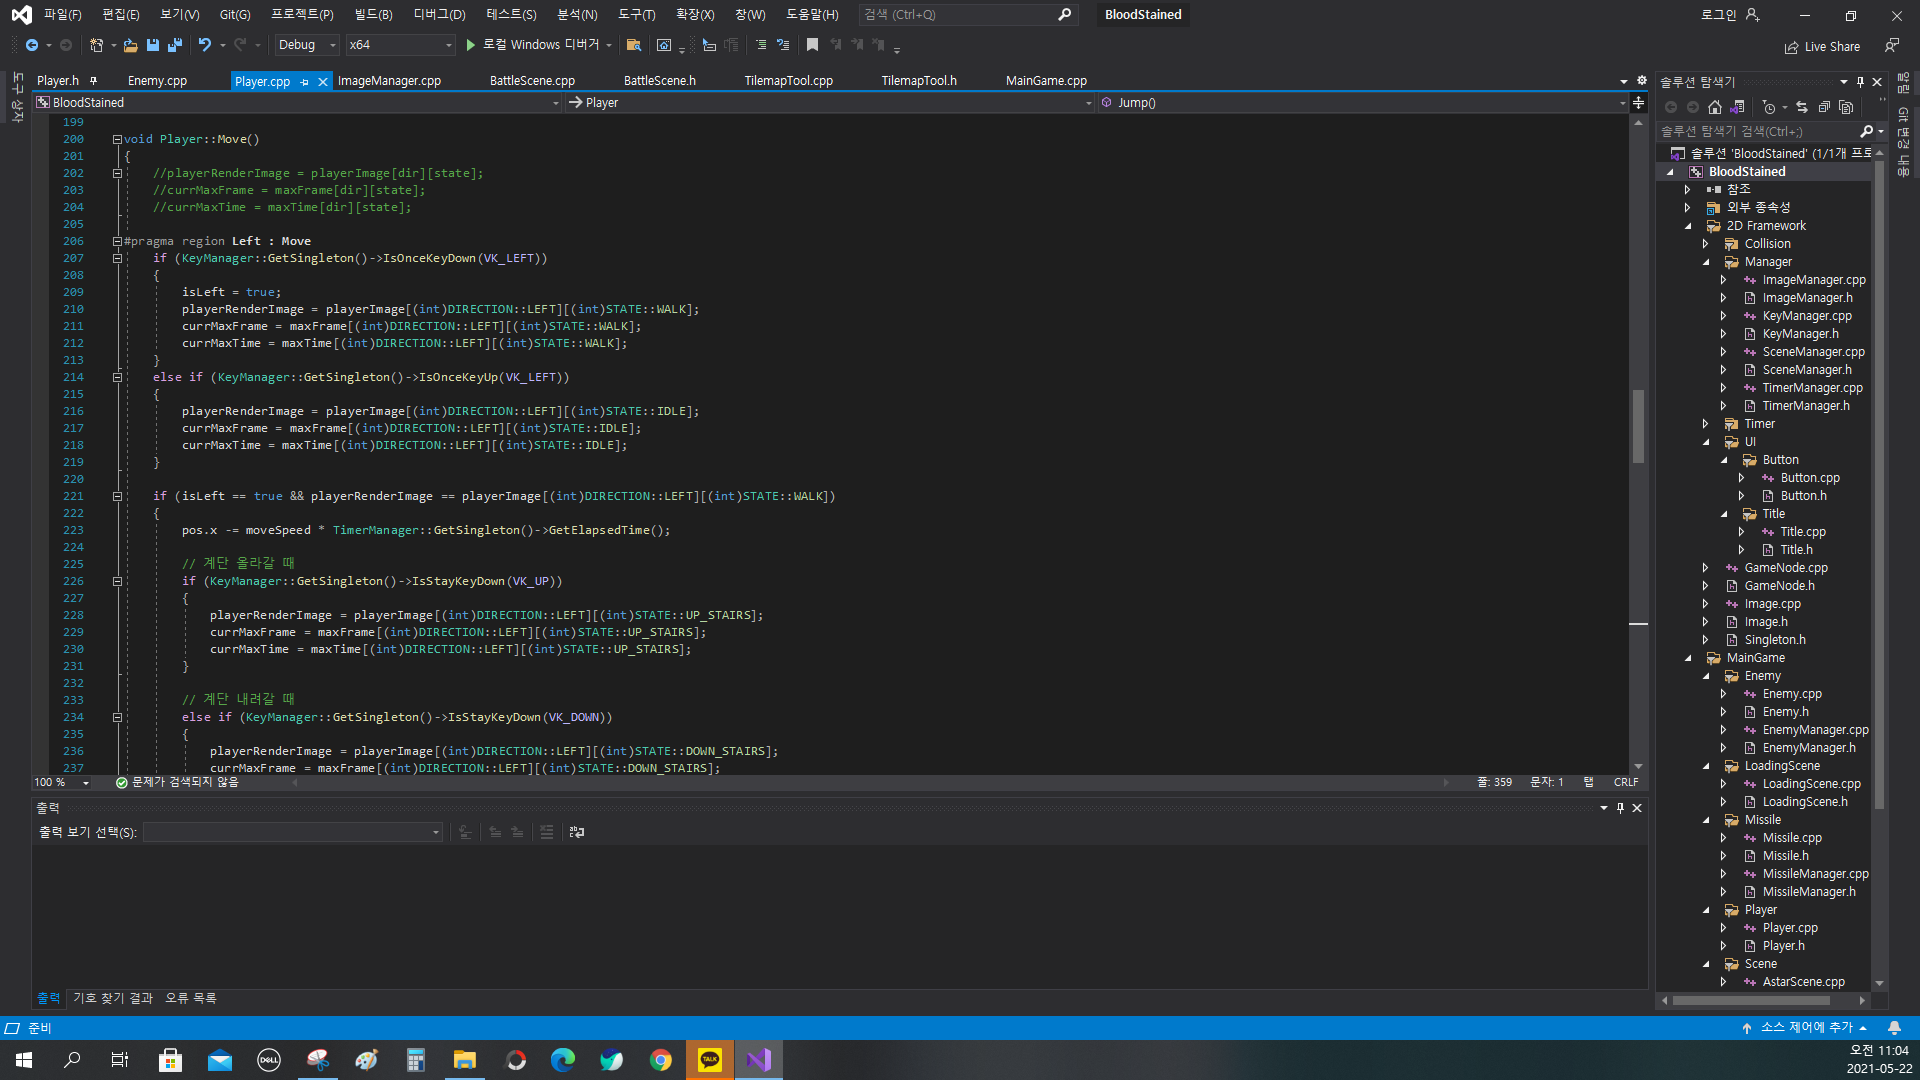 파일(F) 편집(E) 보기(V) Git(G) 프로젝트(P) 빌드(B) 디버그(D) 테스트(S) 분석(N) 도구(T) 확장(X) 창(W) 도움말(H) 검색 (Ctrl+Q) BloodStained 로그인
Debug x64 로컬 Windows 디버거 Live Share
도구 상자
Player.h Enemy.cpp Player.cpp ImageManager.cpp BattleScene.cpp BattleScene.h TilemapTool.cpp TilemapTool.h MainGame.cpp
BloodStained Player Jump()
199
200 void Player::Move()
201 {
202 //playerRenderImage = playerImage[dir][state];
203 //currMaxFrame = maxFrame[dir][state];
204 //currMaxTime = maxTime[dir][state];
205
206 #pragma region Left : Move
207 if (KeyManager::GetSingleton()->IsOnceKeyDown(VK_LEFT))
208 {
209 isLeft = true;
210 playerRenderImage = playerImage[(int)DIRECTION::LEFT][(int)STATE::WALK];
211 currMaxFrame = maxFrame[(int)DIRECTION::LEFT][(int)STATE::WALK];
212 currMaxTime = maxTime[(int)DIRECTION::LEFT][(int)STATE::WALK];
213 }
214 else if (KeyManager::GetSingleton()->IsOnceKeyUp(VK_LEFT))
215 {
216 playerRenderImage = playerImage[(int)DIRECTION::LEFT][(int)STATE::IDLE];
217 currMaxFrame = maxFrame[(int)DIRECTION::LEFT][(int)STATE::IDLE];
218 currMaxTime = maxTime[(int)DIRECTION::LEFT][(int)STATE::IDLE];
219 }
220
221 if (isLeft == true && playerRenderImage == playerImage[(int)DIRECTION::LEFT][(int)STATE::WALK])
222 {
223 pos.x -= moveSpeed * TimerManager::GetSingleton()->GetElapsedTime();
224
225 // 계단 올라갈 때
226 if (KeyManager::GetSingleton()->IsStayKeyDown(VK_UP))
227 {
228 playerRenderImage = playerImage[(int)DIRECTION::LEFT][(int)STATE::UP_STAIRS];
229 currMaxFrame = maxFrame[(int)DIRECTION::LEFT][(int)STATE::UP_STAIRS];
230 currMaxTime = maxTime[(int)DIRECTION::LEFT][(int)STATE::UP_STAIRS];
231 }
232
233 // 계단 내려갈 때
234 else if (KeyManager::GetSingleton()->IsStayKeyDown(VK_DOWN))
235 {
236 playerRenderImage = playerImage[(int)DIRECTION::LEFT][(int)STATE::DOWN_STAIRS];
237 currMaxFrame = maxFrame[(int)DIRECTION::LEFT][(int)STATE::DOWN_STAIRS];
100 % 문제가 검색되지 않음 줄: 359 문자: 1 탭 CRLF
출력
출력 보기 선택(S):
출력 기호 찾기 결과 오류 목록
솔루션 탐색기
솔루션 탐색기 검색(Ctrl+;)
솔루션 'BloodStained' (1/1개 프로
BloodStained
참조
외부 종속성
2D Framework
Collision
Manager
ImageManager.cpp
ImageManager.h
KeyManager.cpp
KeyManager.h
SceneManager.cpp
SceneManager.h
TimerManager.cpp
TimerManager.h
Timer
UI
Button
Button.cpp
Button.h
Title
Title.cpp
Title.h
GameNode.cpp
GameNode.h
Image.cpp
Image.h
Singleton.h
MainGame
Enemy
Enemy.cpp
Enemy.h
EnemyManager.cpp
EnemyManager.h
LoadingScene
LoadingScene.cpp
LoadingScene.h
Missile
Missile.cpp
Missile.h
MissileManager.cpp
MissileManager.h
Player
Player.cpp
Player.h
Scene
AstarScene.cpp
알림
Git 변경 내용
준비 소스 제어에 추가
DELL TALK
오전 11:04
2021-05-22